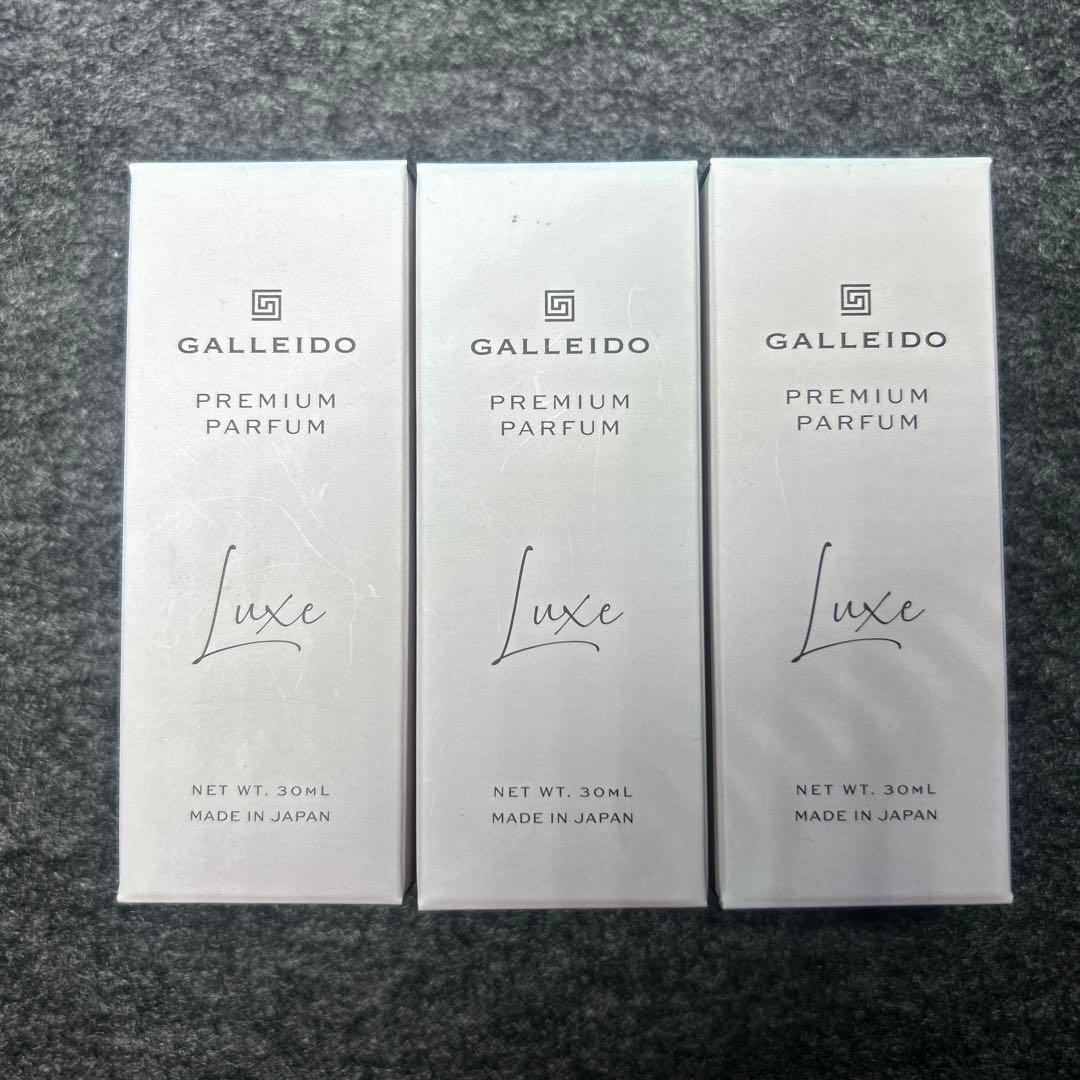 GALLEIDO
PREMIUM
PARFUM
Luxe
NET WT. 30ML
MADE IN JAPAN
GALLEIDO
PREMIUM
PARFUM
Luxe
NET WT. 30ML
MADE IN JAPAN
GALLEIDO
PREMIUM
PARFUM
Luxe
NET WT. 30ML
MADE IN JAPAN